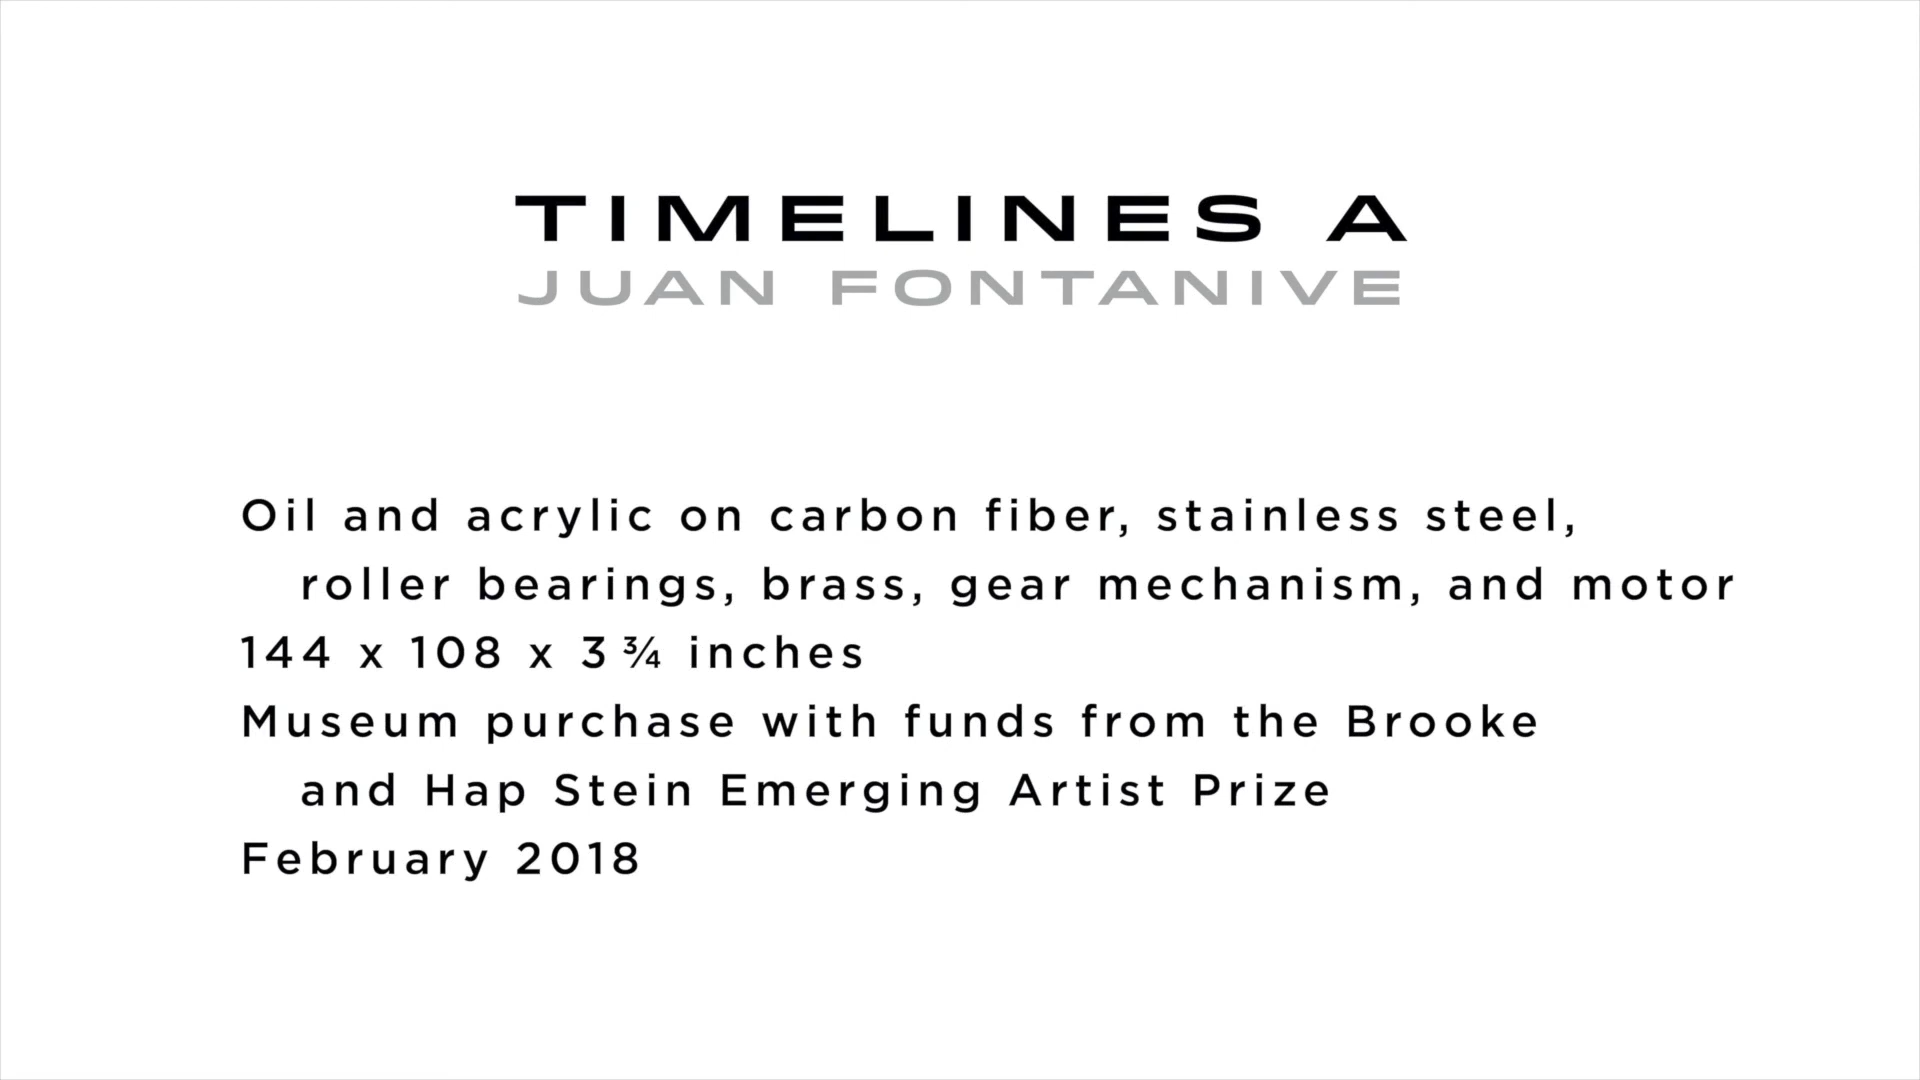 TIMELINES A
JUAN FONTANIVE
Oil and acrylic on carbon fiber, stainless steel,
roller bearings, brass, gear mechanism, and motor
144 x 108 x 3 ¾ inches
Museum purchase with funds from the Brooke
and Hap Stein Emerging Artist Prize
February 2018